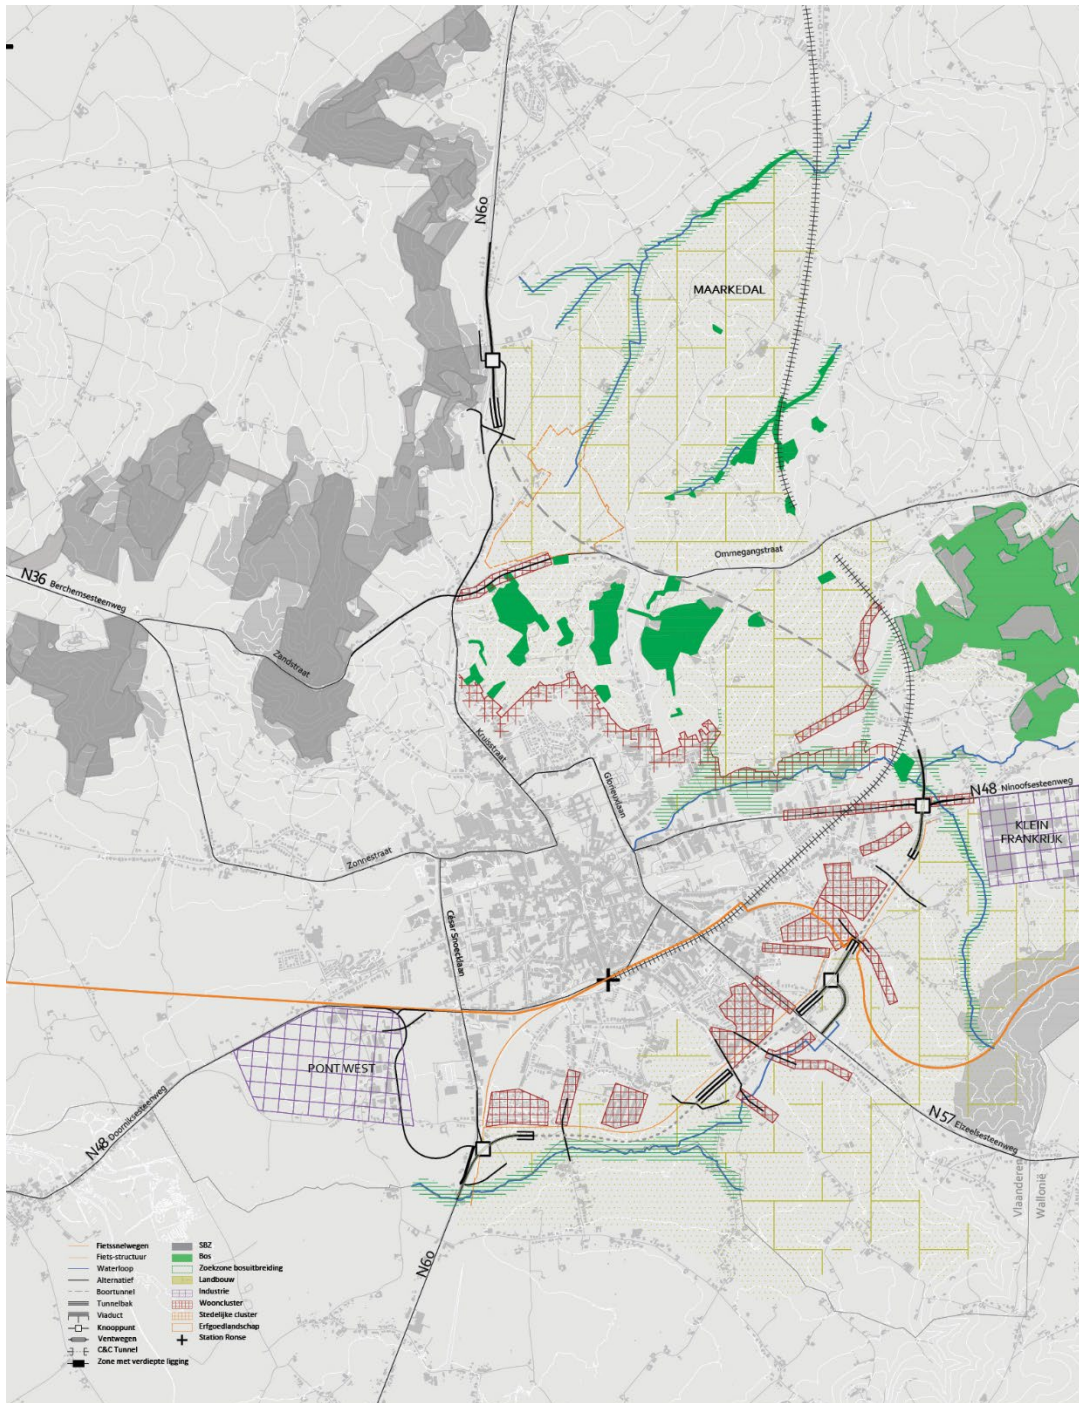 N60
MAARKEDAL
Ommegangstraat
N36 Berchemsesteenweg
Zandstraat
Kruisstraat
Glorieuxlaan
N48 Ninoofsesteenweg
KLEIN
FRANKRIJK
Zonnestraat
César Snoecklaan
PONT WEST
N48 Doorniksesteenweg
N57 Elzeelsesteenweg
Vlaanderen
Wallonië
N60
Fietssnelwegen
Fiets-structuur
Waterloop
Alternatief
Boortunnel
Tunnelbak
Viaduct
Knooppunt
Ventwegen
C&C Tunnel
Zone met verdiepte ligging
SBZ
Bos
Zoekzone bosuitbreiding
Landbouw
Industrie
Wooncluster
Stedelijke cluster
Erfgoedlandschap
Station Ronse